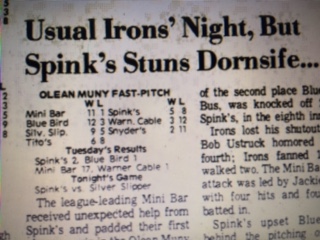 Usual Irons' Night, But
Spink's Stuns Dornsife...
OLEAN MUNY FAST-PITCH
W L W L
Mini Bar 11 1 Spink's 5 8
Blue Bird 12 3 Warn. Cable 3 12
Silv. Slip. 9 5 Snyder's 2 11
Tito's 6 8
Tuesday's Results
Spink's 2, Blue Bird 1
Mini Bar 17, Warner Cable 1
Tonight's Game
Spink's vs. Silver Slipper
The league-leading Mini Bar
received unexpected help from
Spink's and padded their first
of the second place Blue
Bus, was knocked off
Spink's, in the eighth inn
Irons lost his shutout
Bob Ustruck homered
fourth; Irons fanned
walked two. The Mini Ba
attack was led by Jackie
with four hits and fou
batted in.
Spink's upset Blue